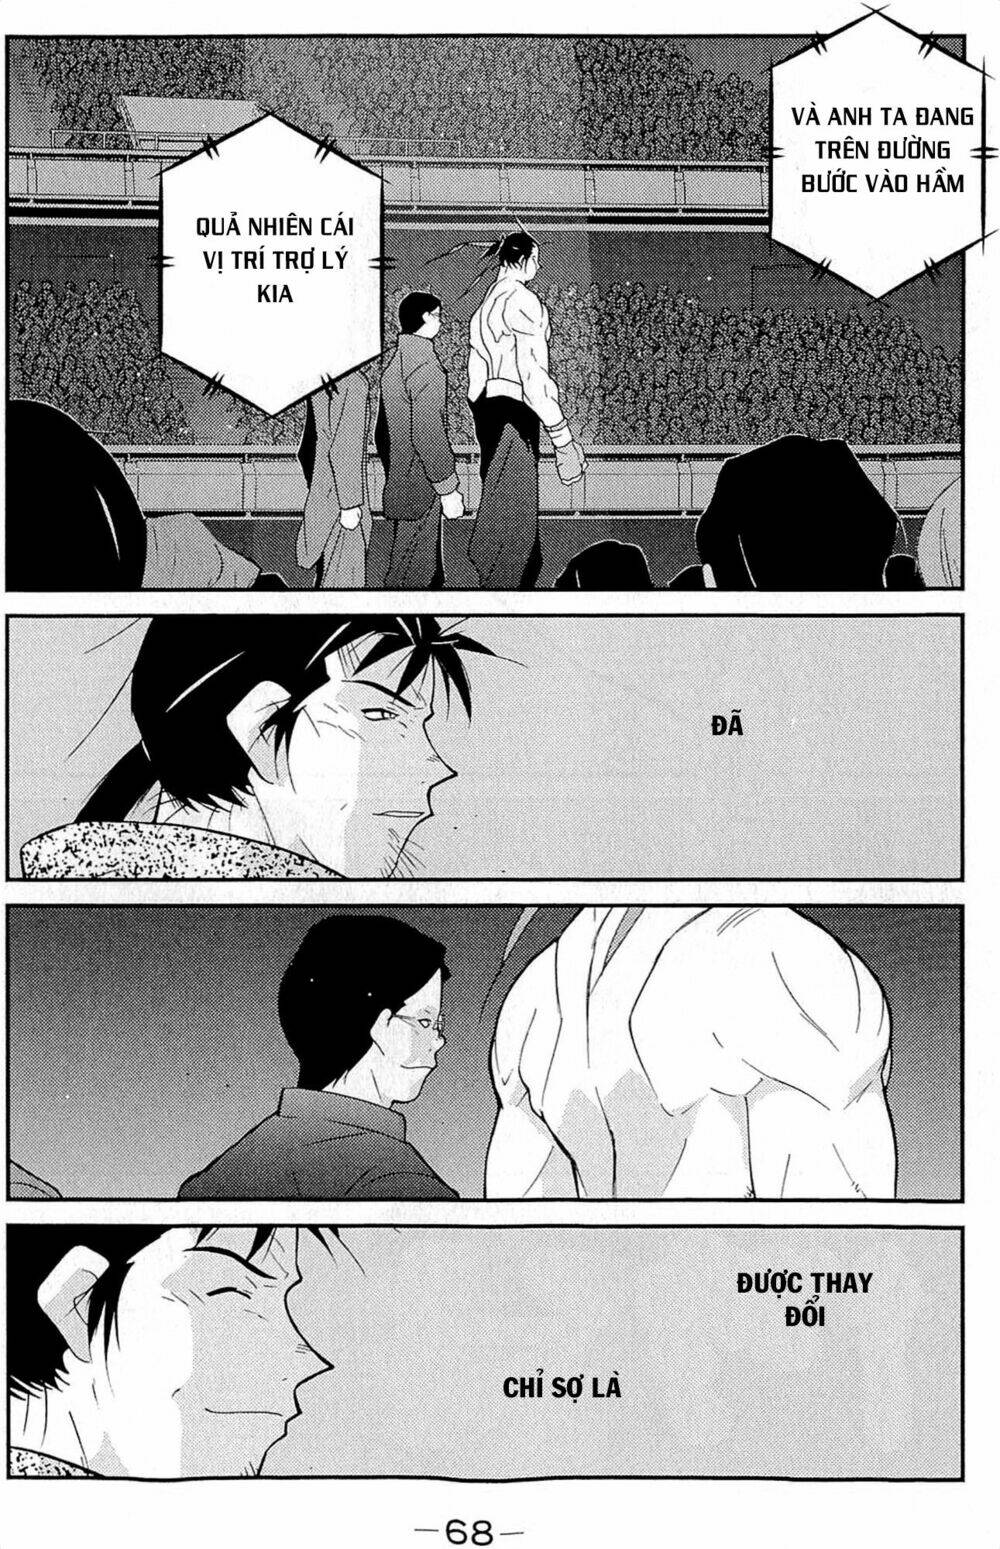 VÀ ANH TA ĐANG
TRÊN ĐƯỜNG
BƯỚC VÀO HẦM
QUẢ NHIÊN CÁI
VỊ TRÍ TRỢ LÝ
KIA
ĐÃ
ĐƯỢC THAY
ĐỔI
CHỈ SỢ LÀ
-68-